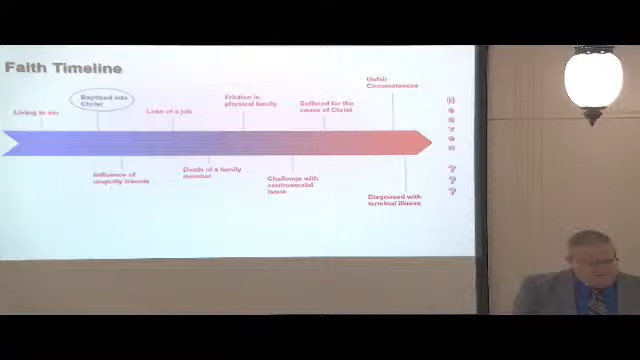 Faith Timeline
Living in sin
Baptized into
Christ
Loss of a job
Friction in
physical family
Suffered for the
cause of Christ
Unfair
Circumstances
Influence of
ungodly friends
Death of a family
member
Challenge with
controversial
issue
Diagnosed with
terminal illness
Heaven
???